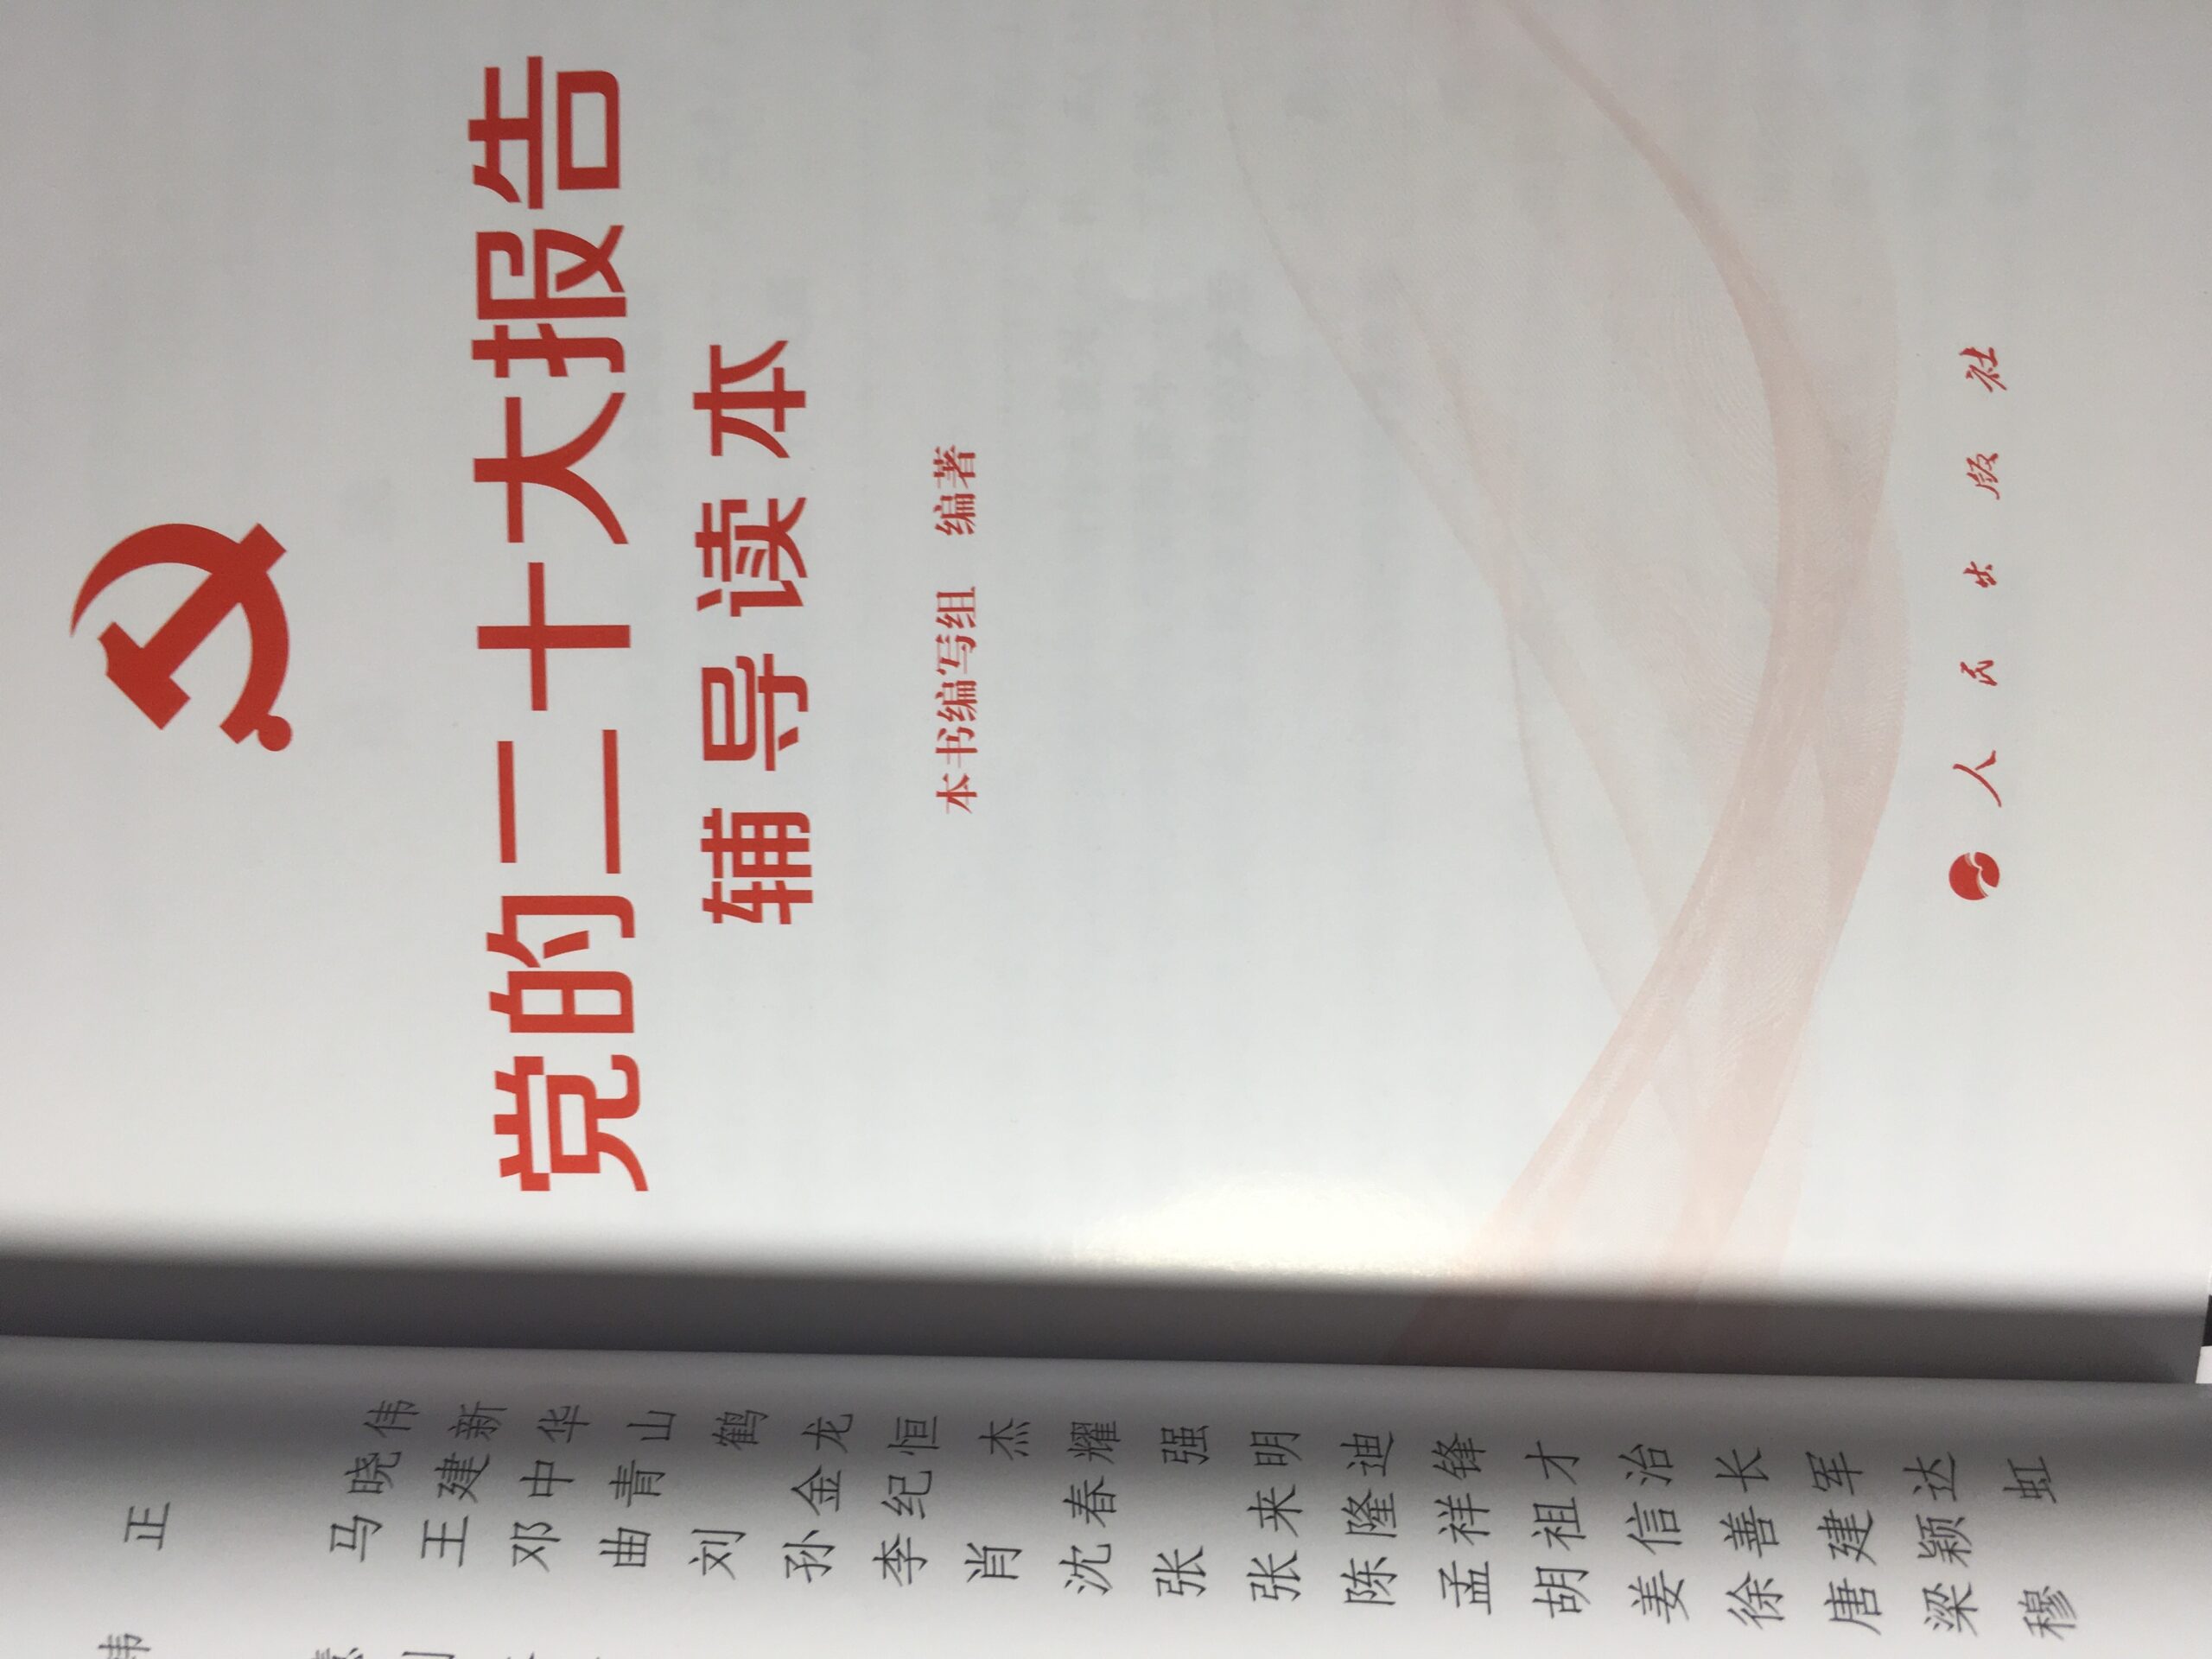 正
伟
马晓伟
王建新
邓中华
曲青山
刘 鹤
孙金龙
李纪恒
肖 杰
沈春耀
张 强
张来明
陈隆迪
孟祥锋
胡祖才
姜信治
徐善长
唐建军
梁颖达
穆 虹
党的二十大报告
辅导读本
本书编写组 编著
人民出版社